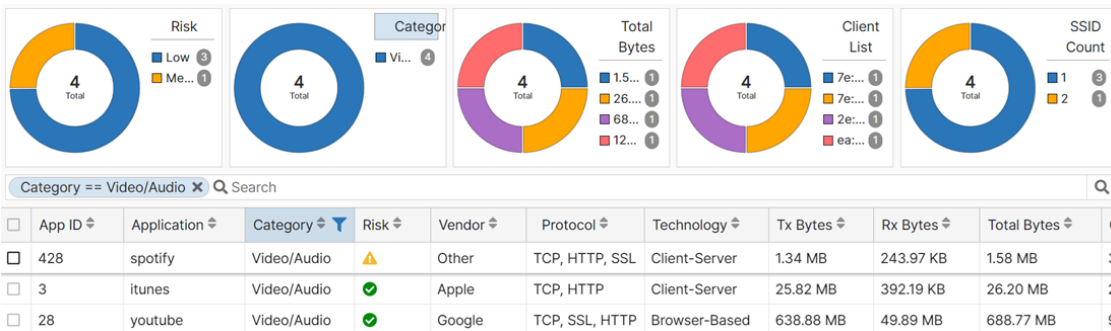 Risk
4
Total
Low 3
Me... 1
Categor
4
Total
Vi... 4
Total
Bytes
4
Total
1.5... 1
26.... 1
68... 1
12... 1
Client
List
4
Total
7e:... 1
7e:... 1
2e:... 1
ea:... 1
SSID
Count
4
Total
1 3
2 1
Category == Video/Audio Search
App ID Application Category Risk Vendor Protocol Technology Tx Bytes Rx Bytes Total Bytes
428 spotify Video/Audio Other TCP, HTTP, SSL Client-Server 1.34 MB 243.97 KB 1.58 MB
3 itunes Video/Audio Apple TCP, HTTP Client-Server 25.82 MB 392.19 KB 26.20 MB
28 youtube Video/Audio Google TCP, SSL, HTTP Browser-Based 638.88 MB 49.89 MB 688.77 MB